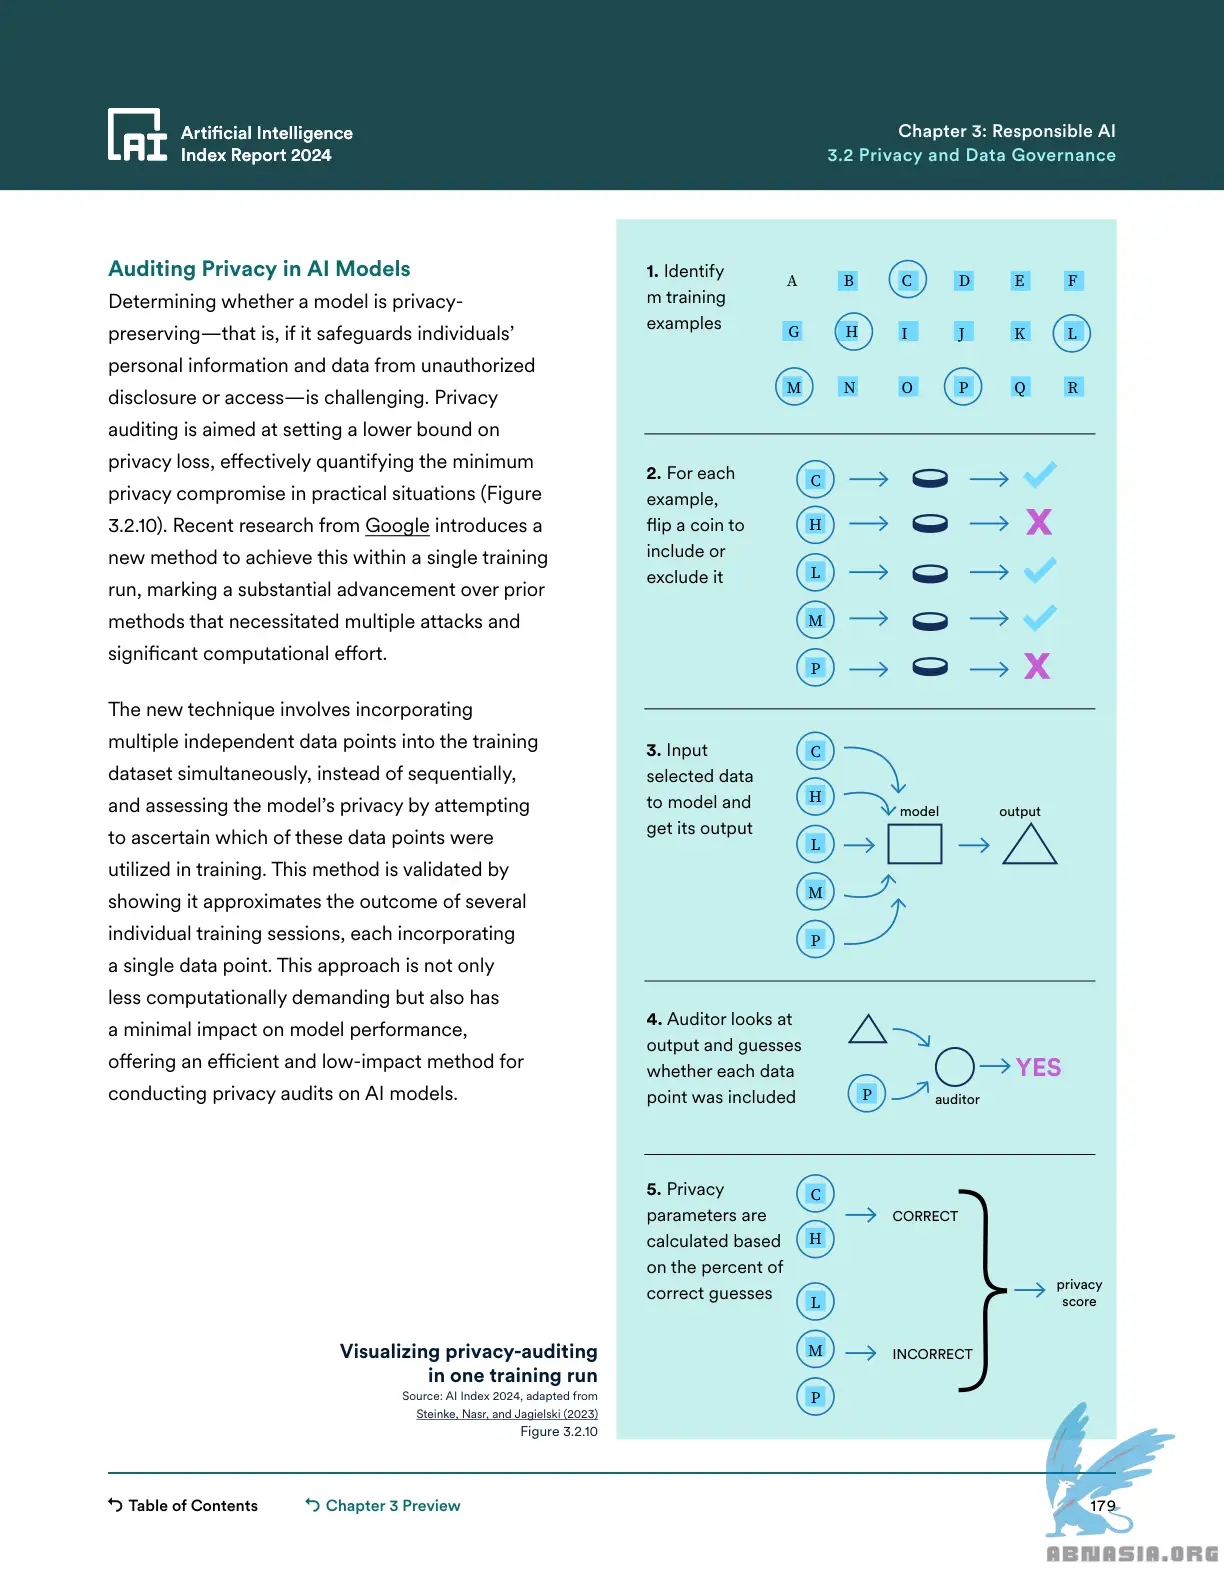 Artificial Intelligence
Index Report 2024
Chapter 3: Responsible AI
3.2 Privacy and Data Governance
Auditing Privacy in AI Models
Determining whether a model is privacy-
preserving—that is, if it safeguards individuals’
personal information and data from unauthorized
disclosure or access—is challenging. Privacy
auditing is aimed at setting a lower bound on
privacy loss, effectively quantifying the minimum
privacy compromise in practical situations (Figure
3.2.10). Recent research from Google introduces a
new method to achieve this within a single training
run, marking a substantial advancement over prior
methods that necessitated multiple attacks and
significant computational effort.
The new technique involves incorporating
multiple independent data points into the training
dataset simultaneously, instead of sequentially,
and assessing the model’s privacy by attempting
to ascertain which of these data points were
utilized in training. This method is validated by
showing it approximates the outcome of several
individual training sessions, each incorporating
a single data point. This approach is not only
less computationally demanding but also has
a minimal impact on model performance,
offering an efficient and low-impact method for
conducting privacy audits on AI models.
Visualizing privacy-auditing
in one training run
Source: AI Index 2024, adapted from
Steinke, Nasr, and Jagielski (2023)
Figure 3.2.10
1. Identify
m training
examples
A B C D E F
G H I J K L
M N O P Q R
2. For each
example,
flip a coin to
include or
exclude it
C
H X
L
M
P X
3. Input
selected data
to model and
get its output
C
H
L
M
P
model
output
4. Auditor looks at
output and guesses
whether each data
point was included
P
auditor
YES
5. Privacy
parameters are
calculated based
on the percent of
correct guesses
C
H
CORRECT
L
M
P
INCORRECT
privacy
score
Table of Contents
Chapter 3 Preview
179
ABNASIA.ORG